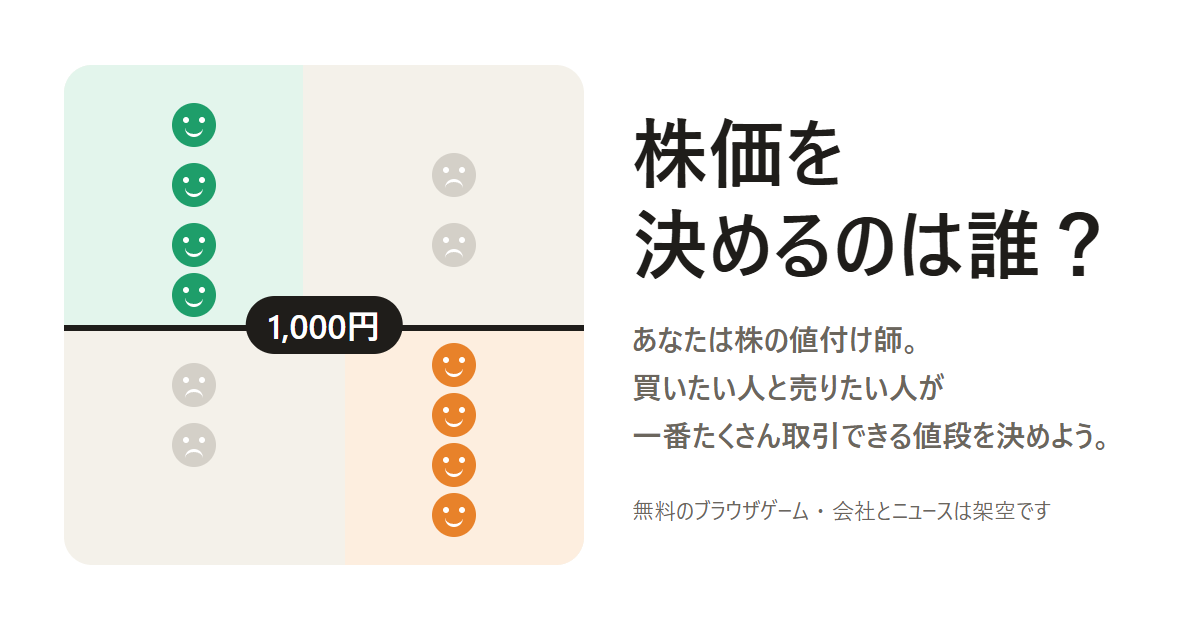 1,000円
株価を
決めるのは誰？
あなたは株の値付け師。
買いたい人と売りたい人が
一番たくさん取引できる値段を決めよう。
無料のブラウザゲーム・会社とニュースは架空です